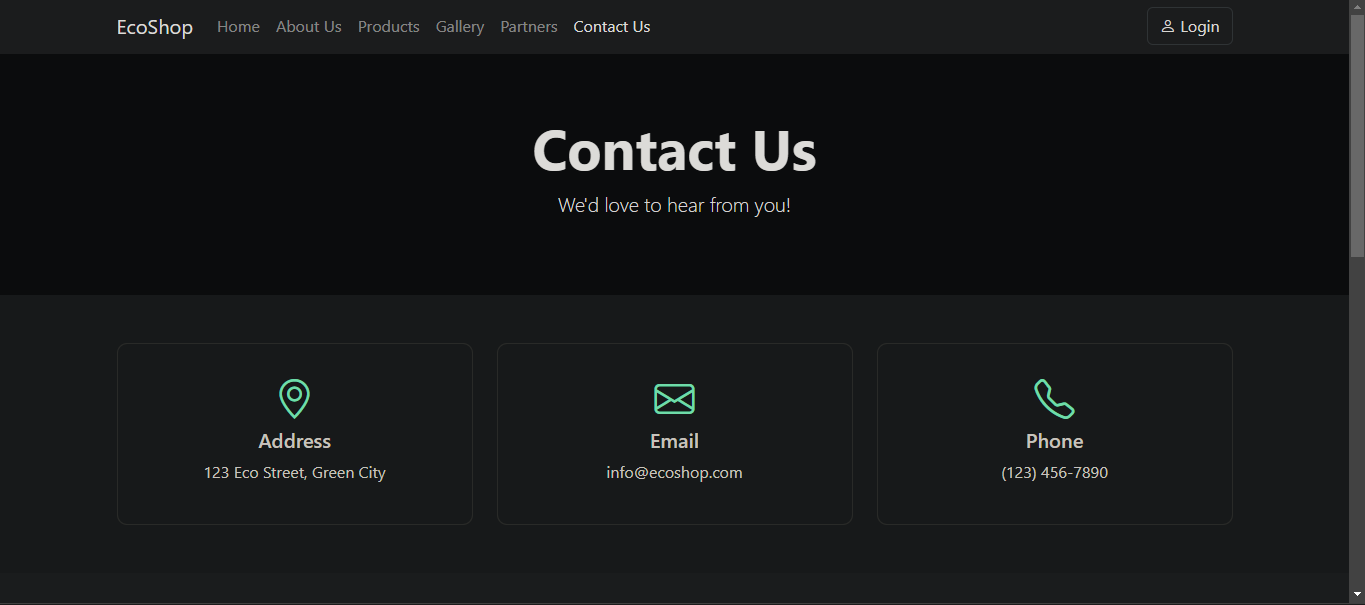 EcoShop Home About Us Products Gallery Partners Contact Us Login
Contact Us
We'd love to hear from you!
Address Email Phone
123 Eco Street, Green City info@ecoshop.com (123) 456-7890